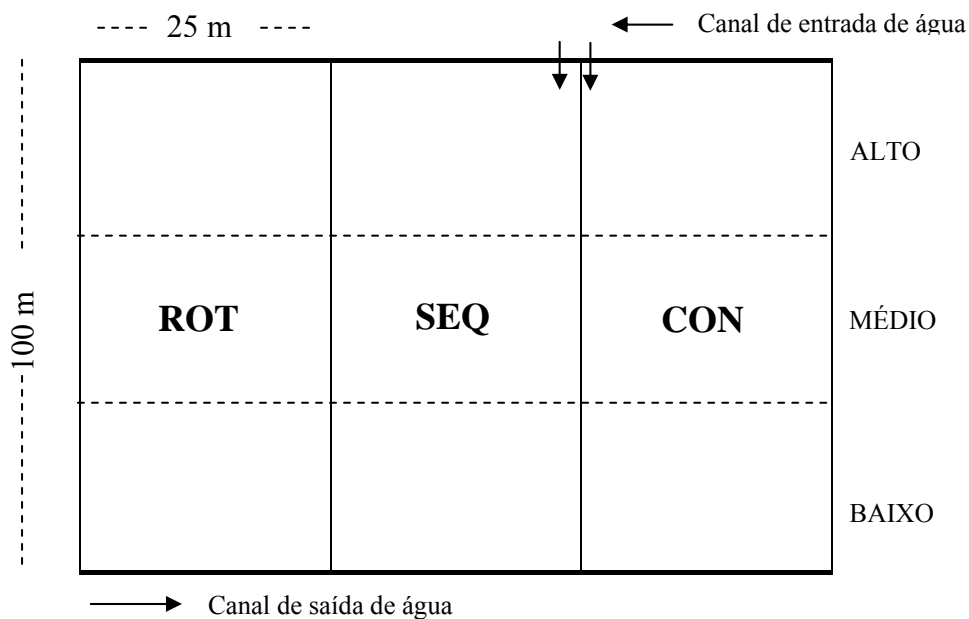 25 m
Canal de entrada de água
ALTO
ROT
SEQ
CON
MÉDIO
100 m
BAIXO
Canal de saída de água